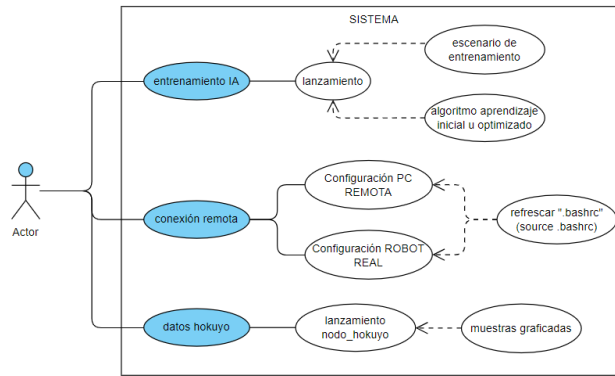 SISTEMA
escenario de
entrenamiento
entrenamiento IA
lanzamiento
algoritmo aprendizaje
inicial u optimizado
Configuración PC
REMOTA
Actor
conexión remota
refrescar ".bashrc"
(source .bashrc)
Configuración ROBOT
REAL
datos hokuyo
lanzamiento
nodo_hokuyo
muestras graficadas